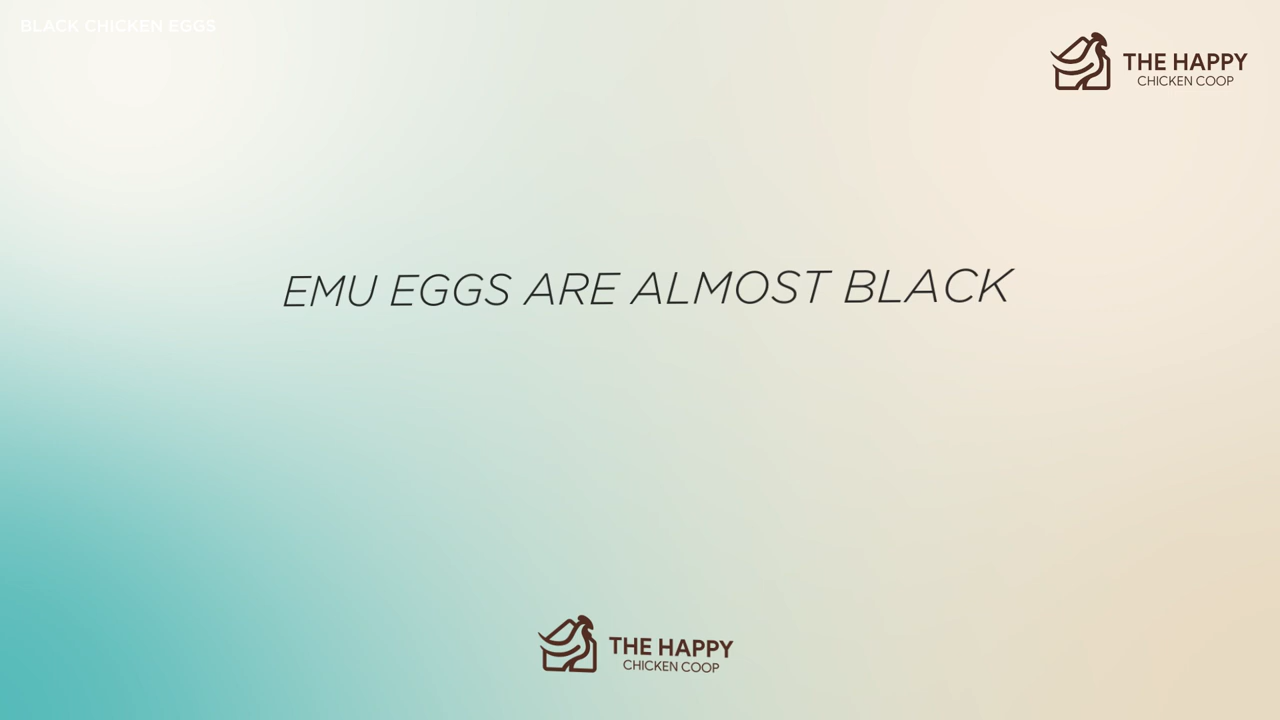 BLACK CHICKEN EGGS
THE HAPPY
CHICKEN COOP
EMU EGGS ARE ALMOST BLACK
THE HAPPY
CHICKEN COOP